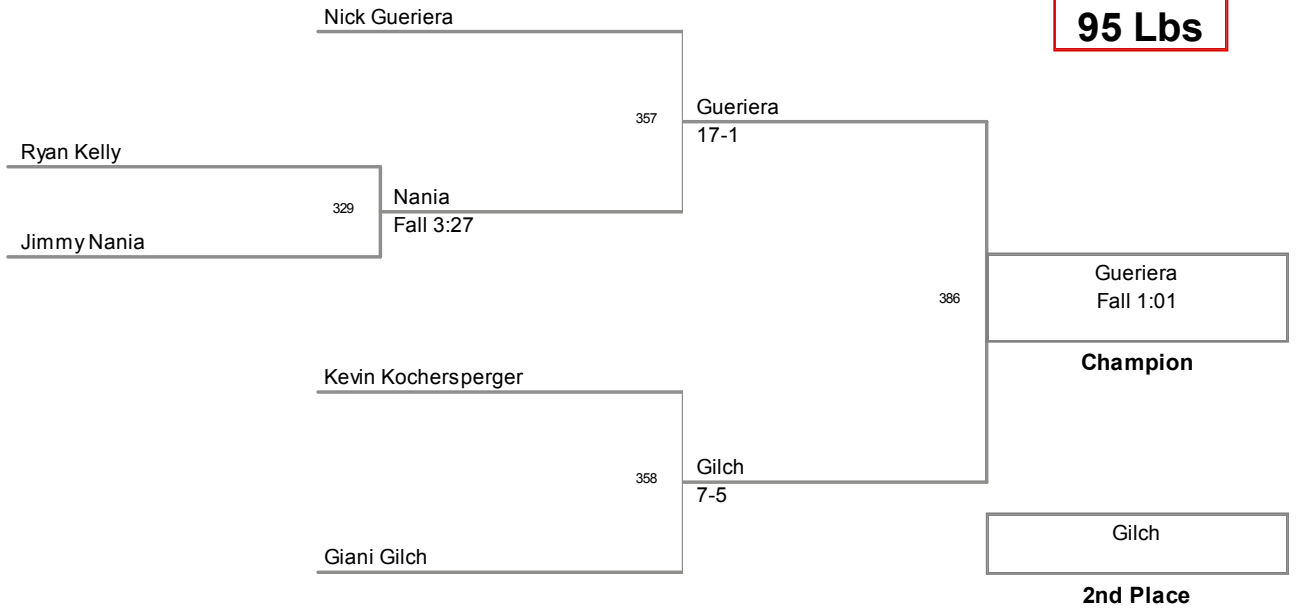 Nick Gueriera
95 Lbs
357
Gueriera
17-1
Ryan Kelly
329
Nania
Fall 3:27
Jimmy Nania
386
Gueriera
Fall 1:01
Champion
Kevin Kochersperger
358
Gilch
7-5
Giani Gilch
Gilch
2nd Place